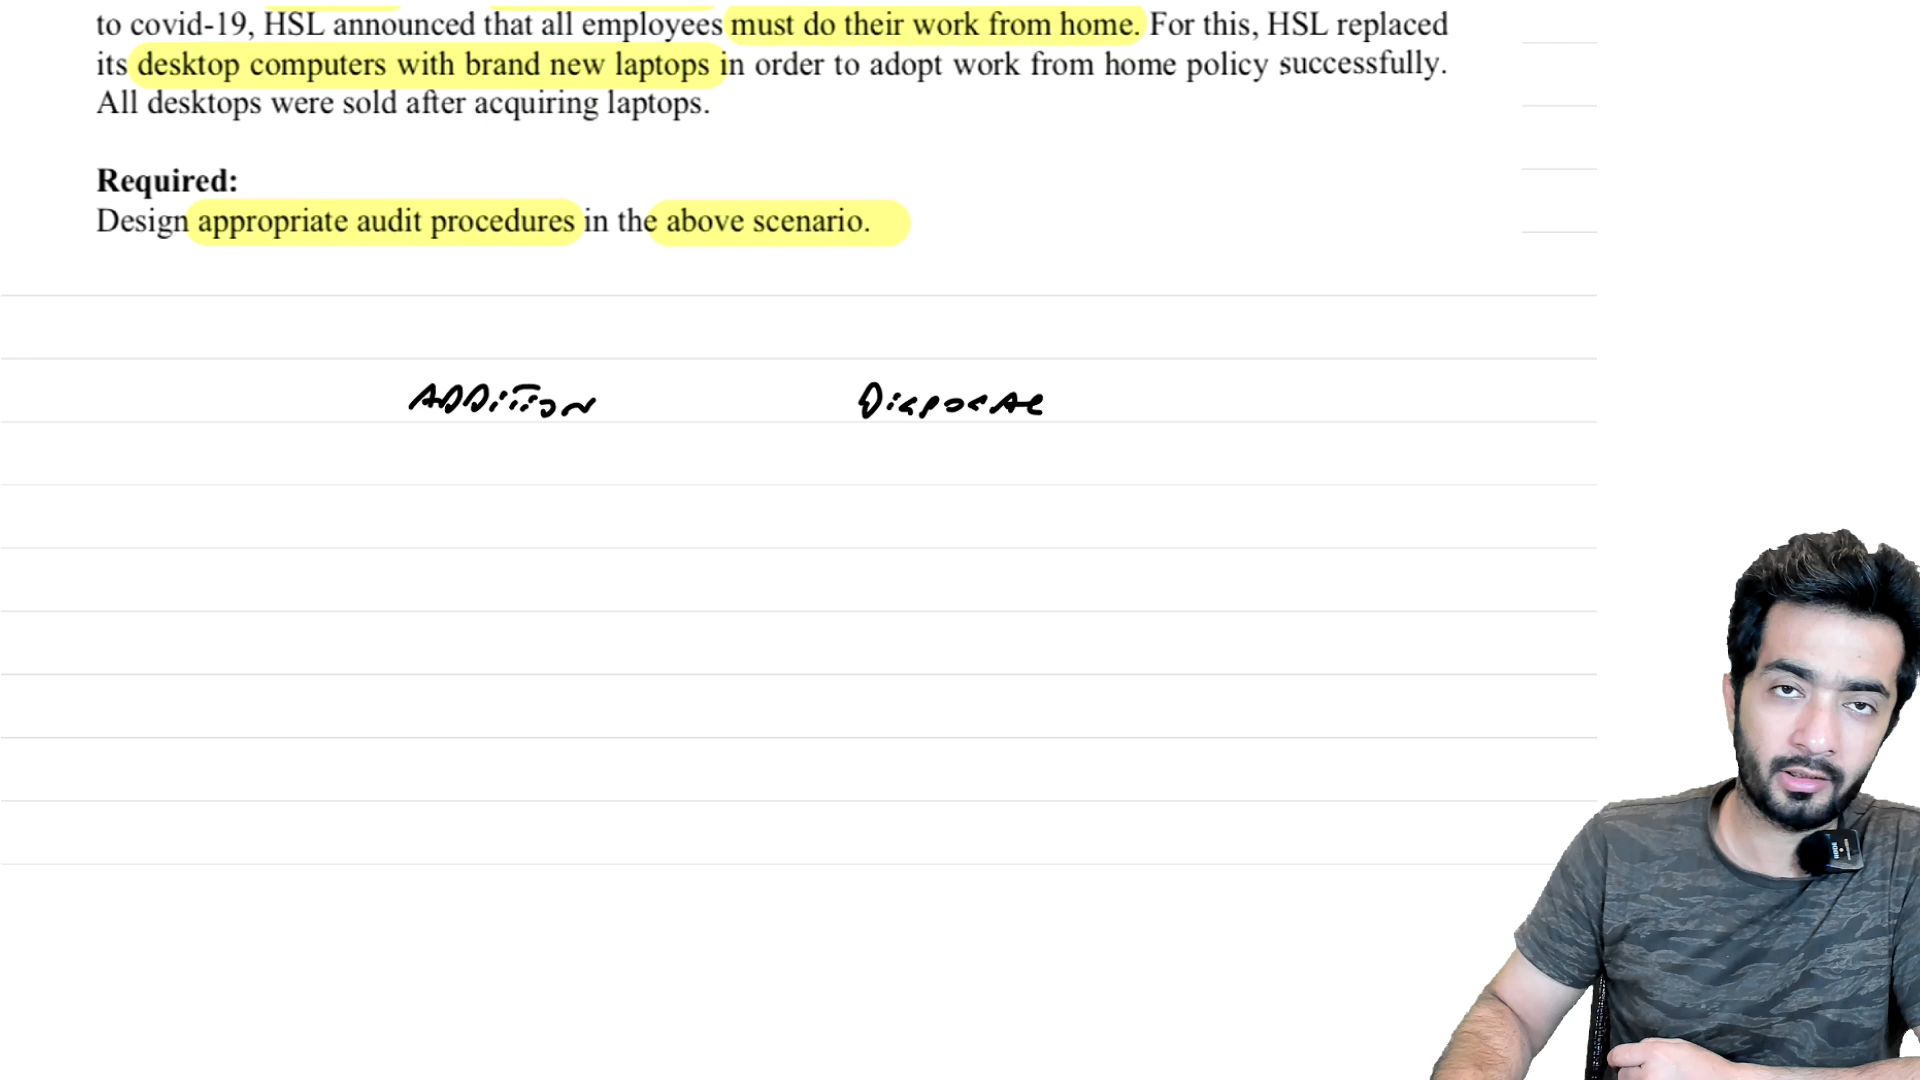 to covid-19, HSL announced that all employees must do their work from home. For this, HSL replaced
its desktop computers with brand new laptops in order to adopt work from home policy successfully.
All desktops were sold after acquiring laptops.
Required:
Design appropriate audit procedures in the above scenario.
ADDITION DISPOSAL